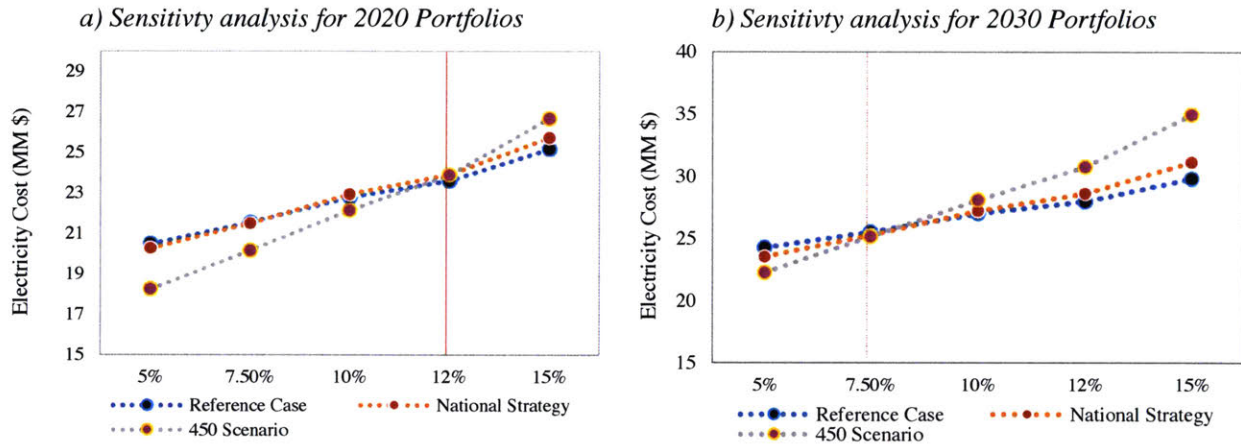 a) Sensitivty analysis for 2020 Portfolios
Electricity Cost (MM $)
29
27
25
23
21
19
17
15
5% 7.50% 10% 12% 15%
Reference Case National Strategy
450 Scenario
b) Sensitivty analysis for 2030 Portfolios
Electricity Cost (MM $)
40
35
30
25
20
15
5% 7.50% 10% 12% 15%
Reference Case National Strategy
450 Scenario